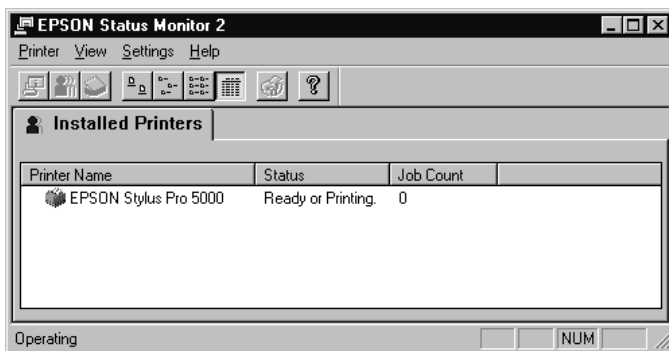 EPSON Status Monitor 2
Printer View Settings Help
?
Installed Printers
Printer Name Status Job Count
EPSON Stylus Pro 5000 Ready or Printing. 0
Operating NUM